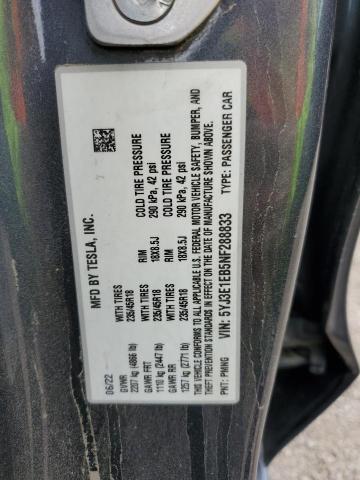 MFD BY TESLA, INC.
06/22
GVWR
2207 kg (4866 lb)
GAWR FRT WITH TIRES RIM COLD TIRE PRESSURE
1110 kg (2447 lb) 235/45R18 18X8.5J 290 kPa, 42 psi
GAWR RR WITH TIRES RIM COLD TIRE PRESSURE
1257 kg (2771 lb) 235/45R18 18X8.5J 290 kPa, 42 psi
THIS VEHICLE CONFORMS TO ALL APPLICABLE U.S. FEDERAL MOTOR VEHICLE SAFETY, BUMPER, AND
THEFT PREVENTION STANDARDS IN EFFECT ON THE DATE OF MANUFACTURE SHOWN ABOVE.
VIN: 5YJ3E1EB5NF288833 TYPE: PASSENGER CAR
PNT: PMNG